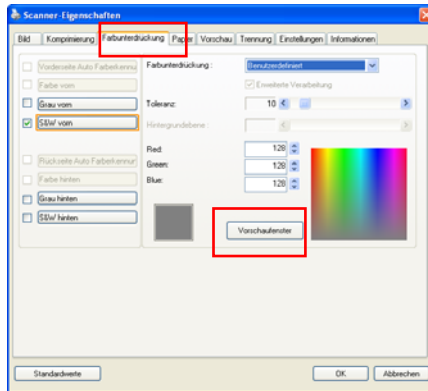 Scanner-Eigenschaften
Bild Komprimierung Farbunterdrückung Papier Vorschau Trennung Einstellungen Informationen
Vorderseite Auto Farberkennu
Farbe vorn
Grau vorn
S&W vorn
Rückseite Auto Farberkennur
Farbe hinten
Grau hinten
S&W hinten
Farbunterdrückung : Benutzerdefiniert
Erweiterte Verarbeitung
Toleranz: 10
Hintergrundebene :
Red: 128
Green: 128
Blue: 128
Vorschaufenster
Standardwerte OK Abbrechen